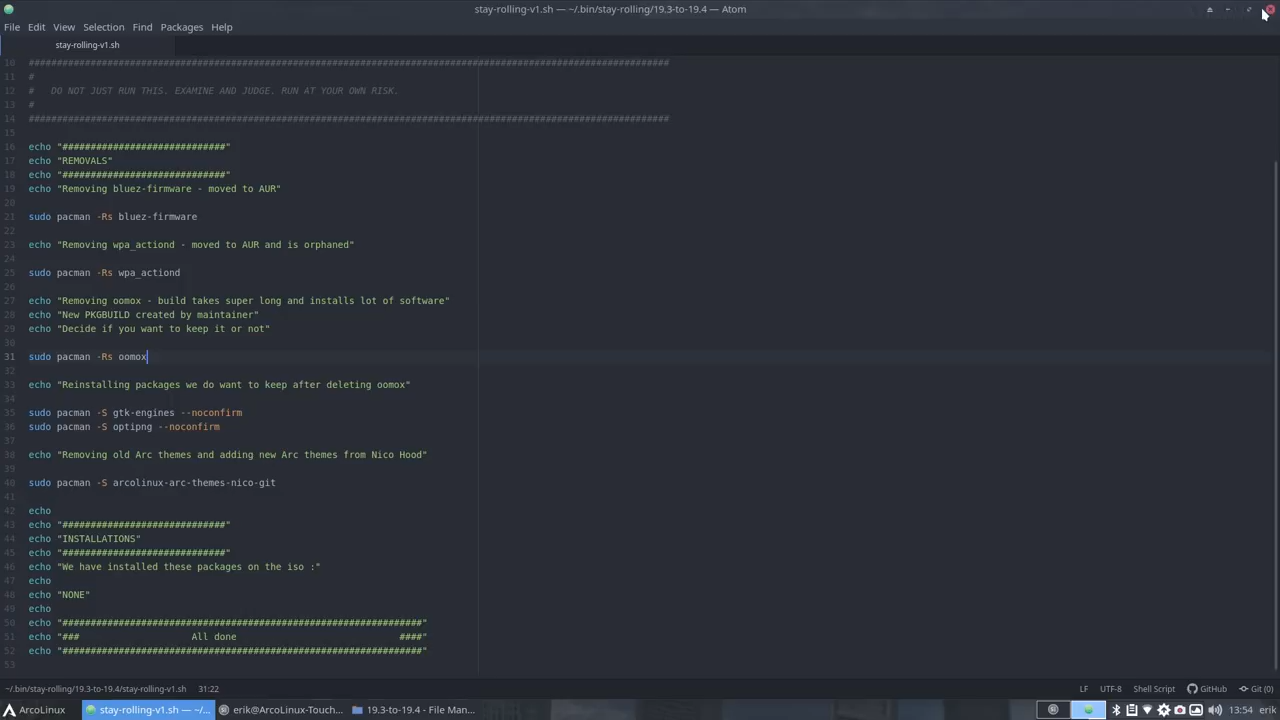 stay-rolling-v1.sh — ~/.bin/stay-rolling/19.3-to-19.4 — Atom
File Edit View Selection Find Packages Help
stay-rolling-v1.sh
10 ##################################################################################################################
11 #
12 #   DO NOT JUST RUN THIS. EXAMINE AND JUDGE. RUN AT YOUR OWN RISK.
13 #
14 ##################################################################################################################
15
16 echo "#############################"
17 echo "REMOVALS"
18 echo "#############################"
19 echo "Removing bluez-firmware - moved to AUR"
20
21 sudo pacman -Rs bluez-firmware
22
23 echo "Removing wpa_actiond - moved to AUR and is orphaned"
24
25 sudo pacman -Rs wpa_actiond
26
27 echo "Removing oomox - build takes super long and installs lot of software"
28 echo "New PKGBUILD created by maintainer"
29 echo "Decide if you want to keep it or not"
30
31 sudo pacman -Rs oomox
32
33 echo "Reinstalling packages we do want to keep after deleting oomox"
34
35 sudo pacman -S gtk-engines --noconfirm
36 sudo pacman -S optipng --noconfirm
37
38 echo "Removing old Arc themes and adding new Arc themes from Nico Hood"
39
40 sudo pacman -S arcolinux-arc-themes-nico-git
41
42 echo
43 echo "#############################"
44 echo "INSTALLATIONS"
45 echo "#############################"
46 echo "We have installed these packages on the iso :"
47 echo
48 echo "NONE"
49 echo
50 echo "################################################################"
51 echo "###                    All done                             ####"
52 echo "################################################################"
53
~/.bin/stay-rolling/19.3-to-19.4/stay-rolling-v1.sh 31:22 LF UTF-8 Shell Script GitHub Git (0)
ArcoLinux stay-rolling-v1.sh — ~/... erik@ArcoLinux-Touch... 19.3-to-19.4 - File Man... 13:54 erik